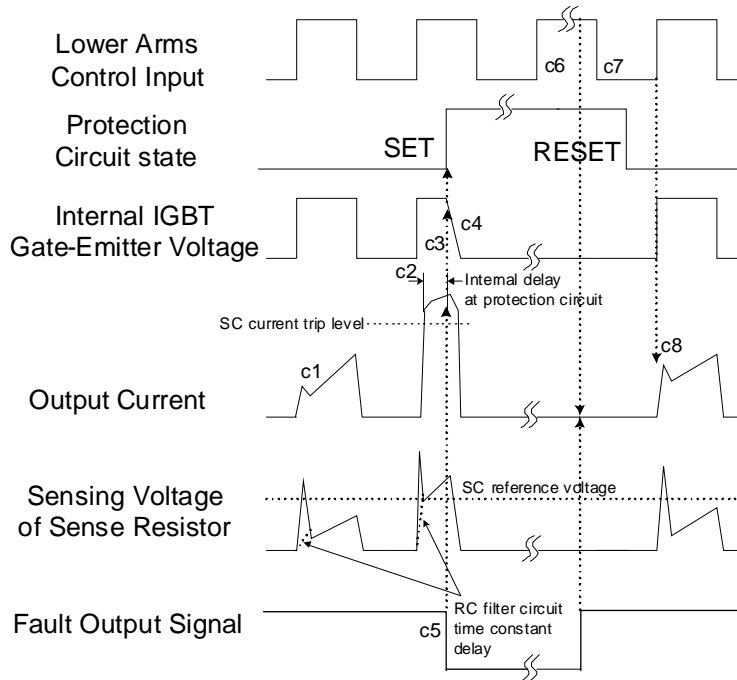 Lower Arms
Control Input
c6
c7
Protection
Circuit state
SET
RESET
Internal IGBT
Gate-Emitter Voltage
c4
c3
c2
Internal delay
at protection circuit
SC current trip level
c1
c8
Output Current
Sensing Voltage
of Sense Resistor
SC reference voltage
Fault Output Signal
c5
RC filter circuit
time constant
delay